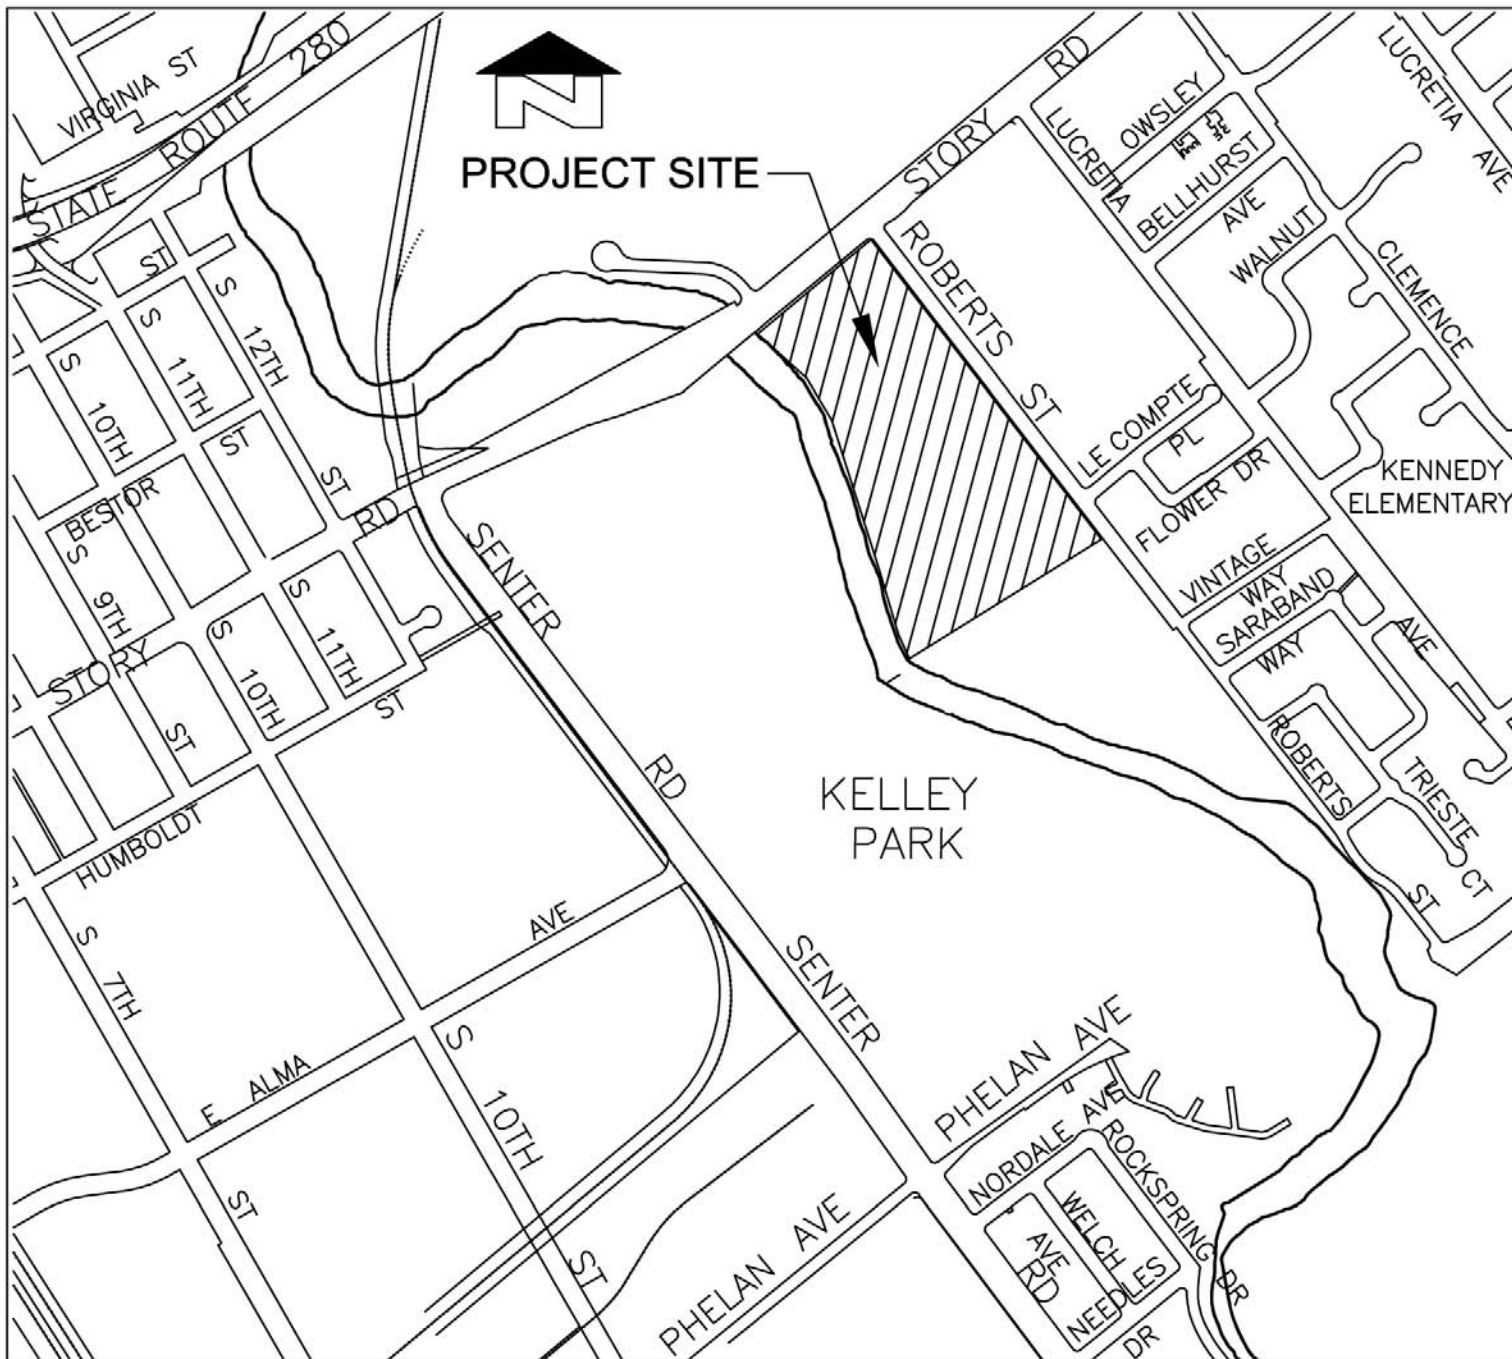 VIRGINIA ST
STATE ROUTE 280
N
PROJECT SITE
STORY RD
LUCRETIA
OWSLEY
BELLHURST
AVE
WALNUT
LUCRETIA AVE
CLEMENCE
ROBERTS
ST
LE COMPTE
PL
FLOWER DR
VINTAGE
WAY
SARABAND
WAY
KENNEDY
ELEMENTARY
AVE
ROBERTS
ST
TRIESTE
CT
ST
S 12TH
ST
S 11TH
ST
S 10TH
BESTOR
S 9TH
STORY
RD
S 11TH
S 10TH
ST
ST
HUMBOLDT
SENTER
RD
KELLEY
PARK
S 7TH
ST
E ALMA
AVE
S 10TH
ST
SENTER
RD
PHELAN AVE
PHELAN AVE
NORDALE AVE
ROCKSPRING DR
WELCH
AVE
NEEDLES
DR